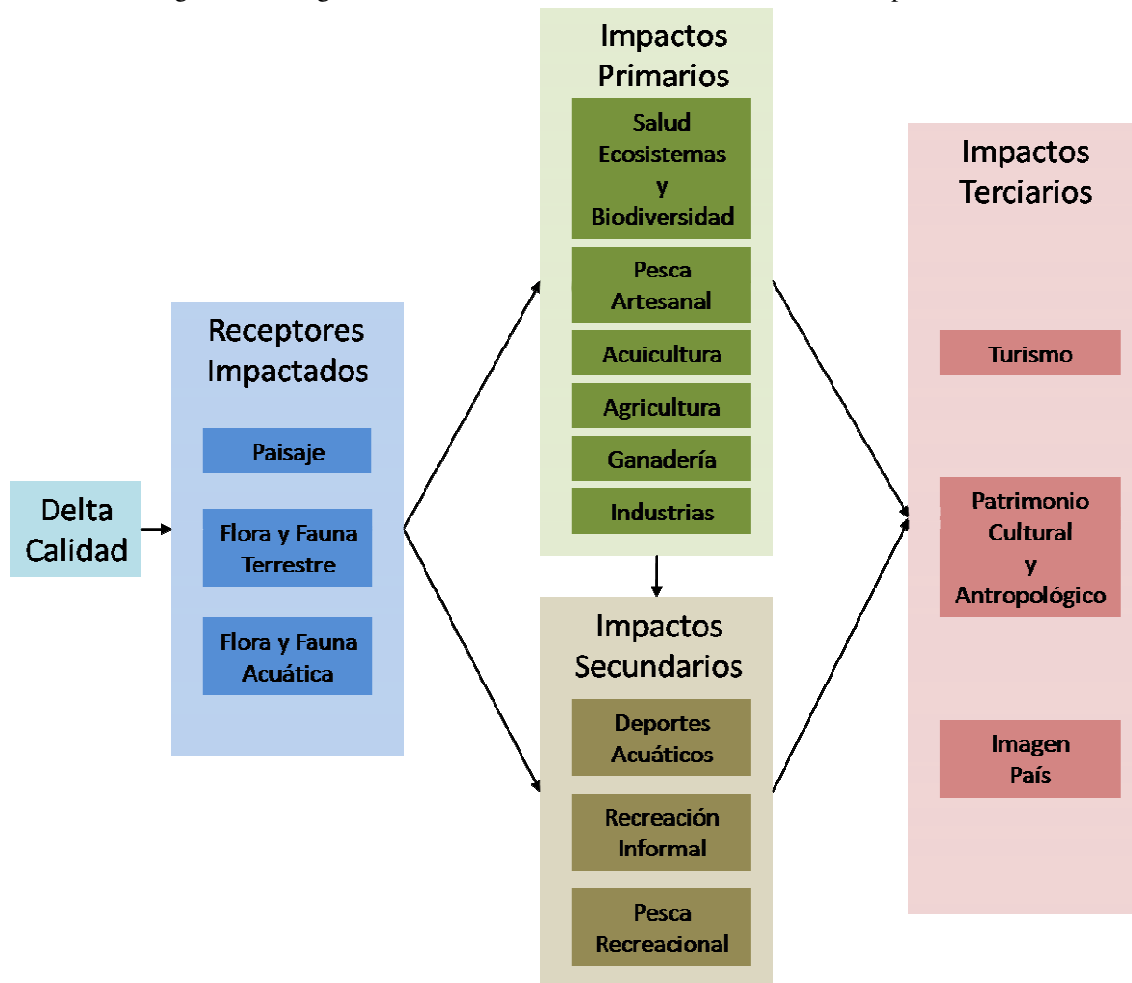 Delta
Calidad
Receptores
Impactados
Paisaje
Flora y Fauna
Terrestre
Flora y Fauna
Acuática
Impactos
Primarios
Salud
Ecosistemas
y
Biodiversidad
Pesca
Artesanal
Acuicultura
Agricultura
Ganadería
Industrias
Impactos
Secundarios
Deportes
Acuáticos
Recreación
Informal
Pesca
Recreacional
Impactos
Terciarios
Turismo
Patrimonio
Cultural
y
Antropológico
Imagen
País